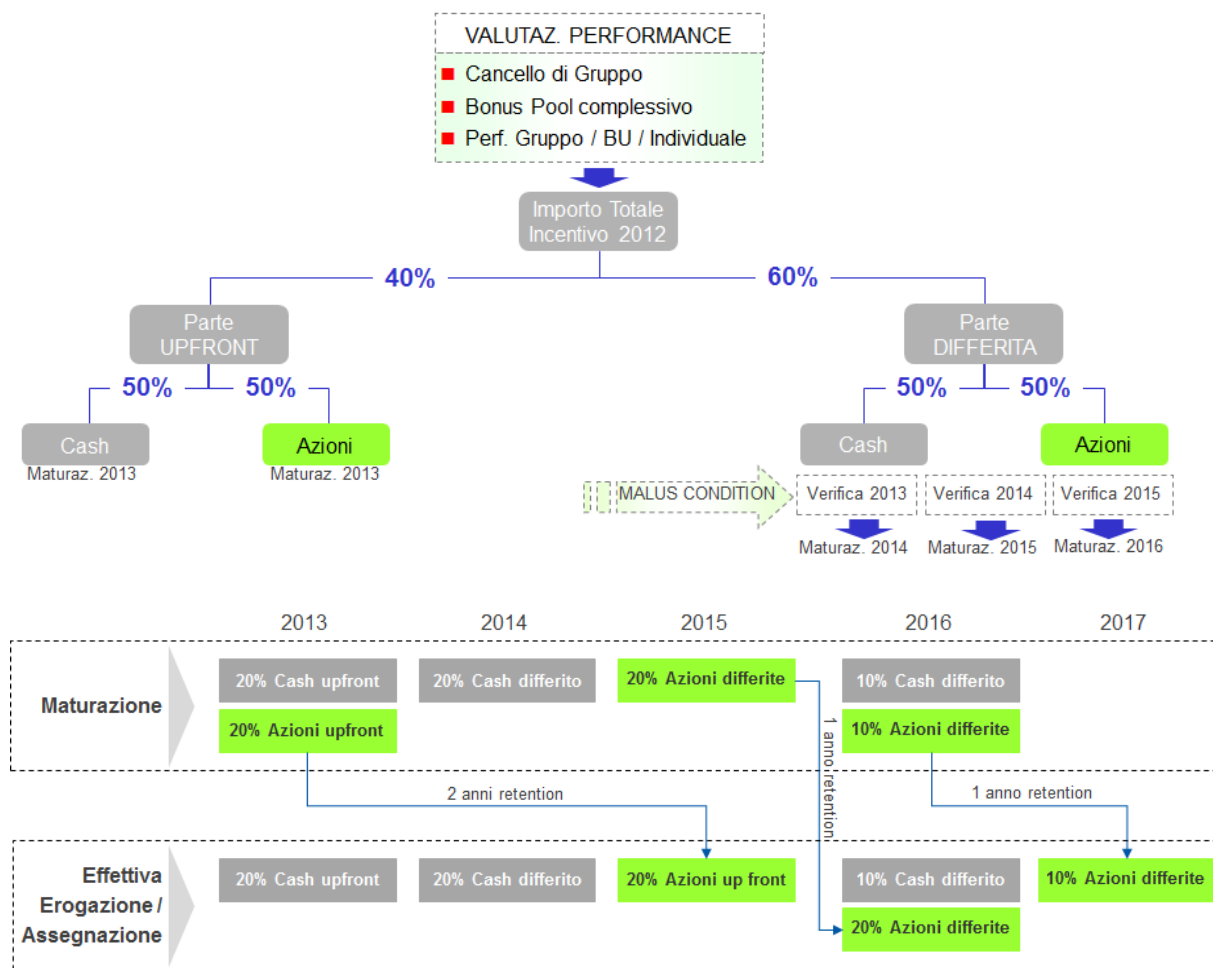 VALUTAZ. PERFORMANCE
Cancello di Gruppo
Bonus Pool complessivo
Perf. Gruppo / BU / Individuale
Importo Totale
Incentivo 2012
40%
60%
Parte
UPFRONT
Parte
DIFFERITA
50%
50%
50%
50%
Cash
Azioni
Cash
Azioni
Maturaz. 2013
Maturaz. 2013
MALUS CONDITION
Verifica 2013
Verifica 2014
Verifica 2015
Maturaz. 2014
Maturaz. 2015
Maturaz. 2016
2013
2014
2015
2016
2017
Maturazione
20% Cash upfront
20% Cash differito
20% Azioni differite
10% Cash differito
20% Azioni upfront
10% Azioni differite
2 anni retention
1 anno retention
1 anno retention
Effettiva
Erogazione /
Assegnazione
20% Cash upfront
20% Cash differito
20% Azioni up front
10% Cash differito
10% Azioni differite
20% Azioni differite